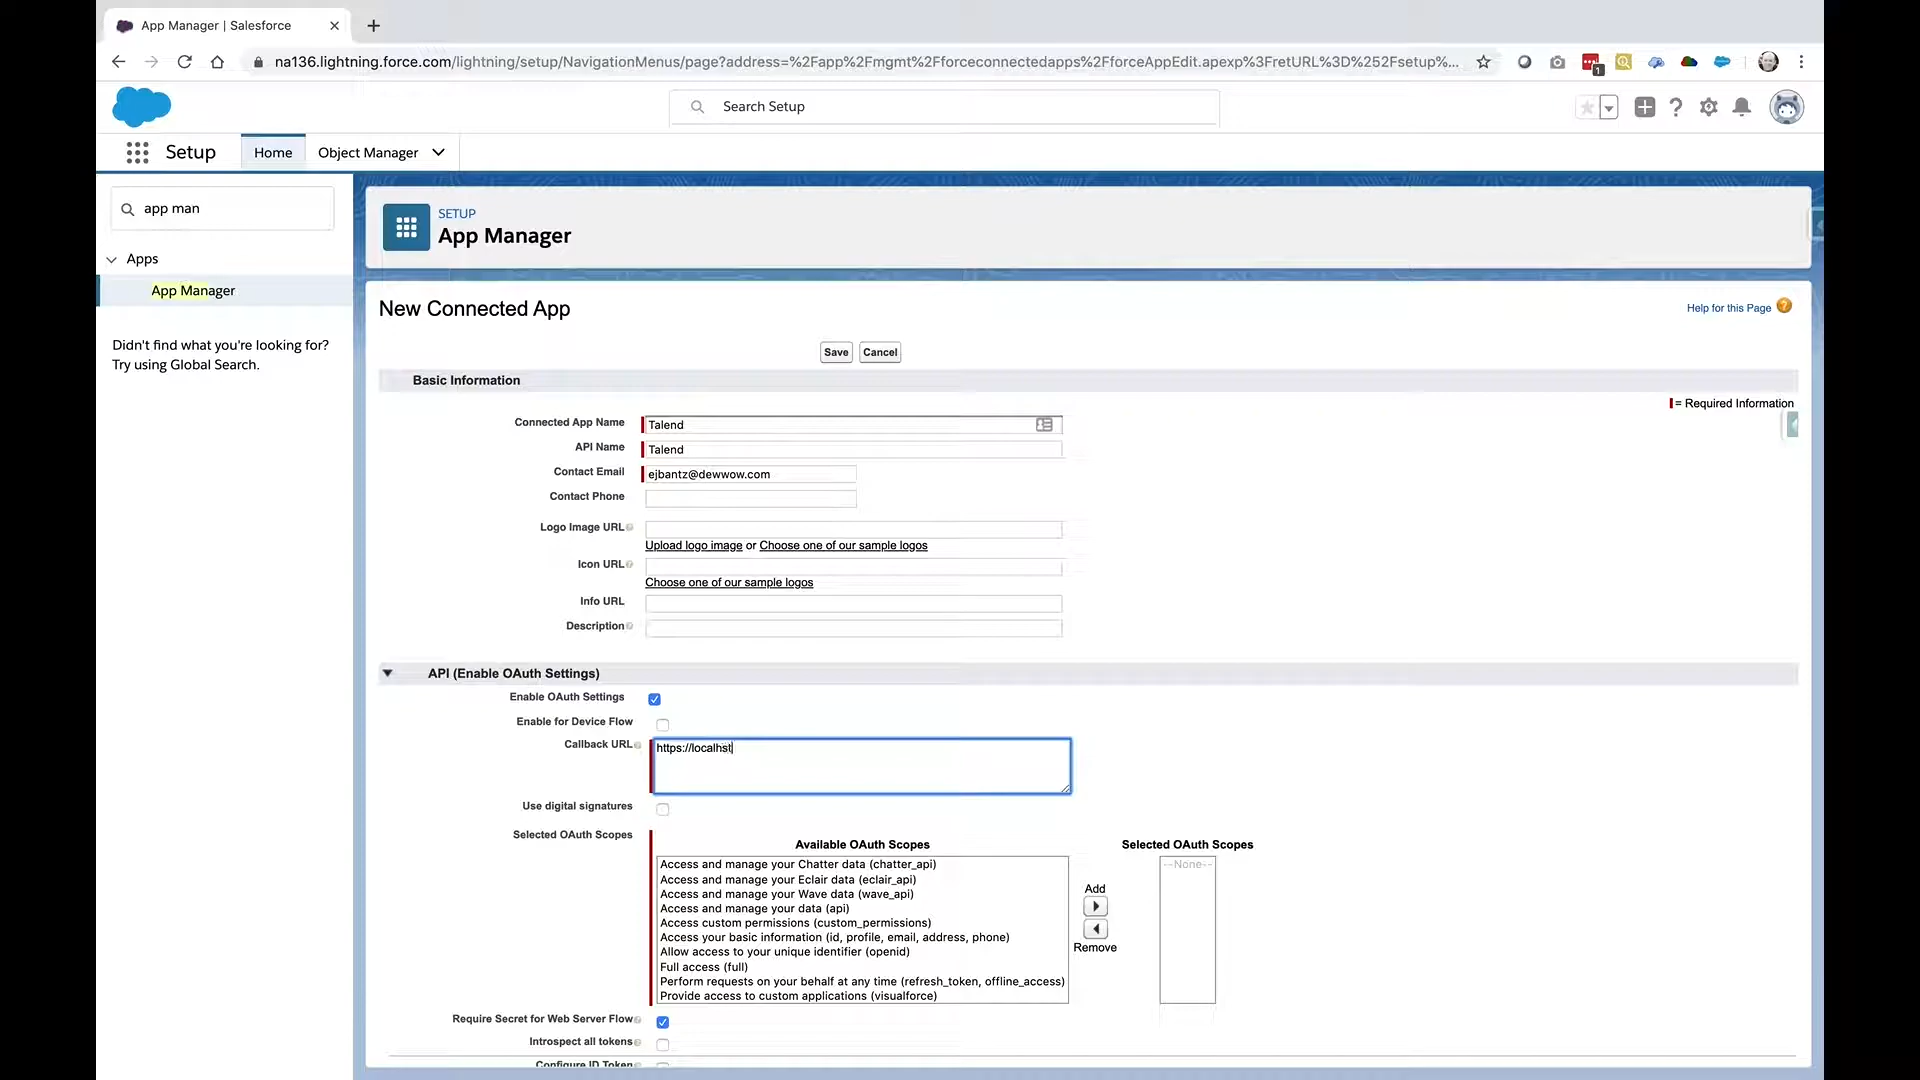 App Manager | Salesforce
na136.lightning.force.com/lightning/setup/NavigationMenus/page?address=%2Fapp%2Fmgmt%2Fforceconnectedapps%2FforceAppEdit.apexp%3FretURL%3D%252Fsetup%...
1
Search Setup
Setup
Home
Object Manager
app man
Apps
App Manager
Didn't find what you're looking for?
Try using Global Search.
SETUP
App Manager
New Connected App
Help for this Page
Save
Cancel
Basic Information
= Required Information
Connected App Name
Talend
API Name
Talend
Contact Email
ejbantz@dewwow.com
Contact Phone
Logo Image URL
Upload logo image or Choose one of our sample logos
Icon URL
Choose one of our sample logos
Info URL
Description
API (Enable OAuth Settings)
Enable OAuth Settings
Enable for Device Flow
Callback URL
https://localhst
Use digital signatures
Selected OAuth Scopes
Available OAuth Scopes
Access and manage your Chatter data (chatter_api)
Access and manage your Eclair data (eclair_api)
Access and manage your Wave data (wave_api)
Access and manage your data (api)
Access custom permissions (custom_permissions)
Access your basic information (id, profile, email, address, phone)
Allow access to your unique identifier (openid)
Full access (full)
Perform requests on your behalf at any time (refresh_token, offline_access)
Provide access to custom applications (visualforce)
Add
Remove
Selected OAuth Scopes
--None--
Require Secret for Web Server Flow
Introspect all tokens
Configure ID Token